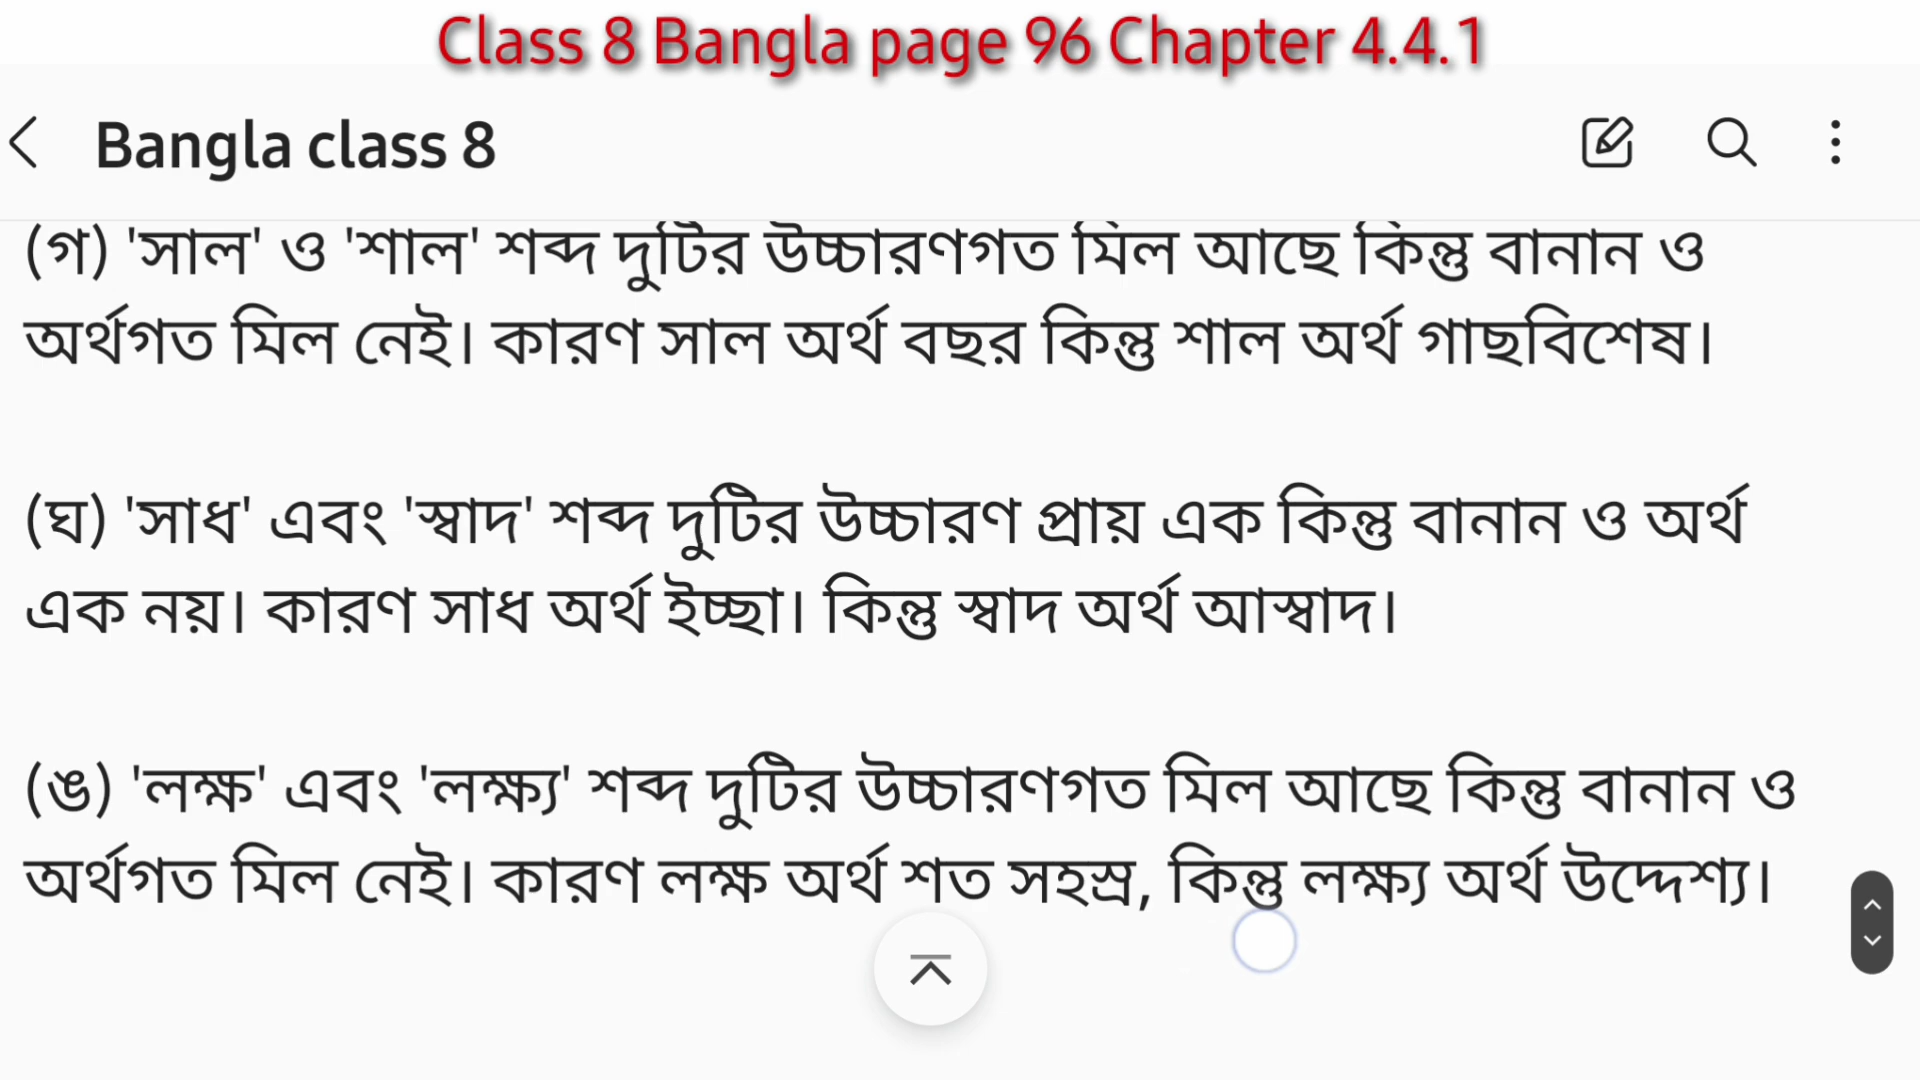 Class 8 Bangla page 96 Chapter 4.4.1
Bangla class 8
(গ) 'সাল' ও 'শাল' শব্দ দুটির উচ্চারণগত মিল আছে কিন্তু বানান ও
অর্থগত মিল নেই। কারণ সাল অর্থ বছর কিন্তু শাল অর্থ গাছবিশেষ।
(ঘ) 'সাধ' এবং 'স্বাদ' শব্দ দুটির উচ্চারণ প্রায় এক কিন্তু বানান ও অর্থ
এক নয়। কারণ সাধ অর্থ ইচ্ছা। কিন্তু স্বাদ অর্থ আস্বাদ।
(ঙ) 'লক্ষ' এবং 'লক্ষ্য' শব্দ দুটির উচ্চারণগত মিল আছে কিন্তু বানান ও
অর্থগত মিল নেই। কারণ লক্ষ অর্থ শত সহস্র, কিন্তু লক্ষ্য অর্থ উদ্দেশ্য।